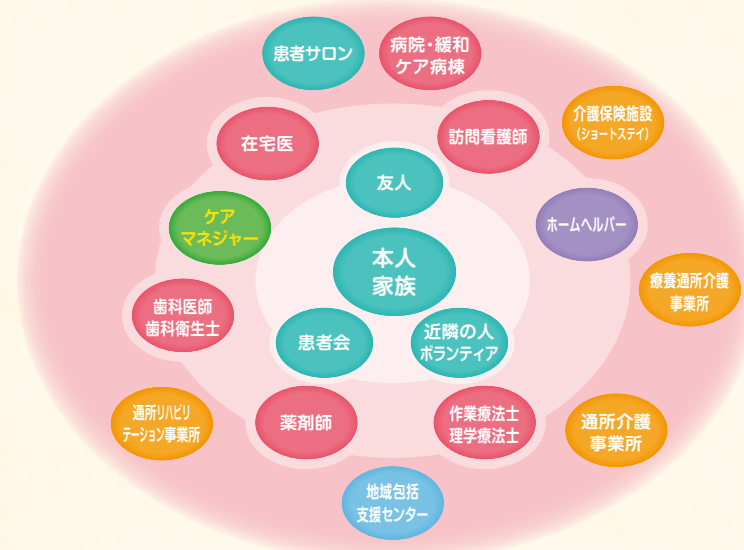 患者サロン
病院・緩和
ケア病棟
介護保険施設
（ショートステイ）
在宅医
訪問看護師
友人
ケア
マネジャー
ホームヘルパー
本人
家族
療養通所介護
事業所
歯科医師
歯科衛生士
患者会
近隣の人
ボランティア
通所リハビリ
テーション事業所
薬剤師
作業療法士
理学療法士
通所介護
事業所
地域包括
支援センター